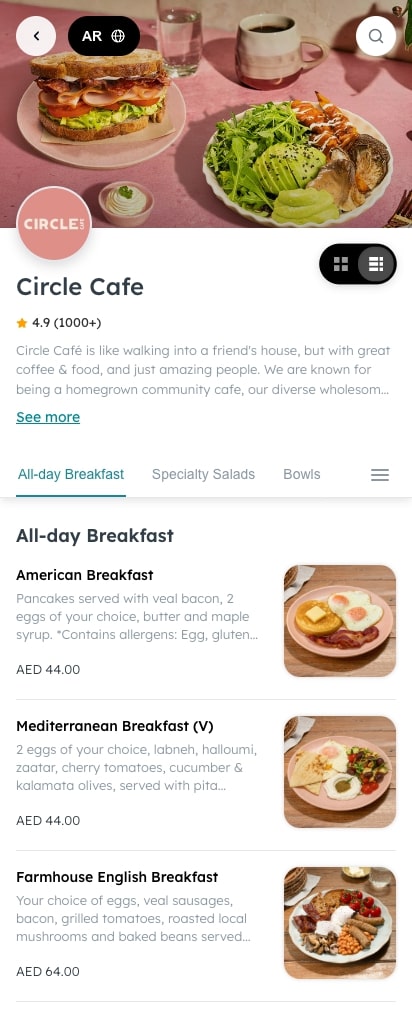 AR
CIRCLE CAFE
Circle Cafe
4.9 (1000+)
Circle Café is like walking into a friend's house, but with great
coffee & food, and just amazing people. We are known for
being a homegrown community cafe, our diverse wholesom...
See more
All-day Breakfast
Specialty Salads
Bowls
All-day Breakfast
American Breakfast
Pancakes served with veal bacon, 2
eggs of your choice, butter and maple
syrup. *Contains allergens: Egg, gluten...
AED 44.00
Mediterranean Breakfast (V)
2 eggs of your choice, labneh, halloumi,
zaatar, cherry tomatoes, cucumber &
kalamata olives, served with pita...
AED 44.00
Farmhouse English Breakfast
Your choice of eggs, veal sausages,
bacon, grilled tomatoes, roasted local
mushrooms and baked beans served...
AED 64.00